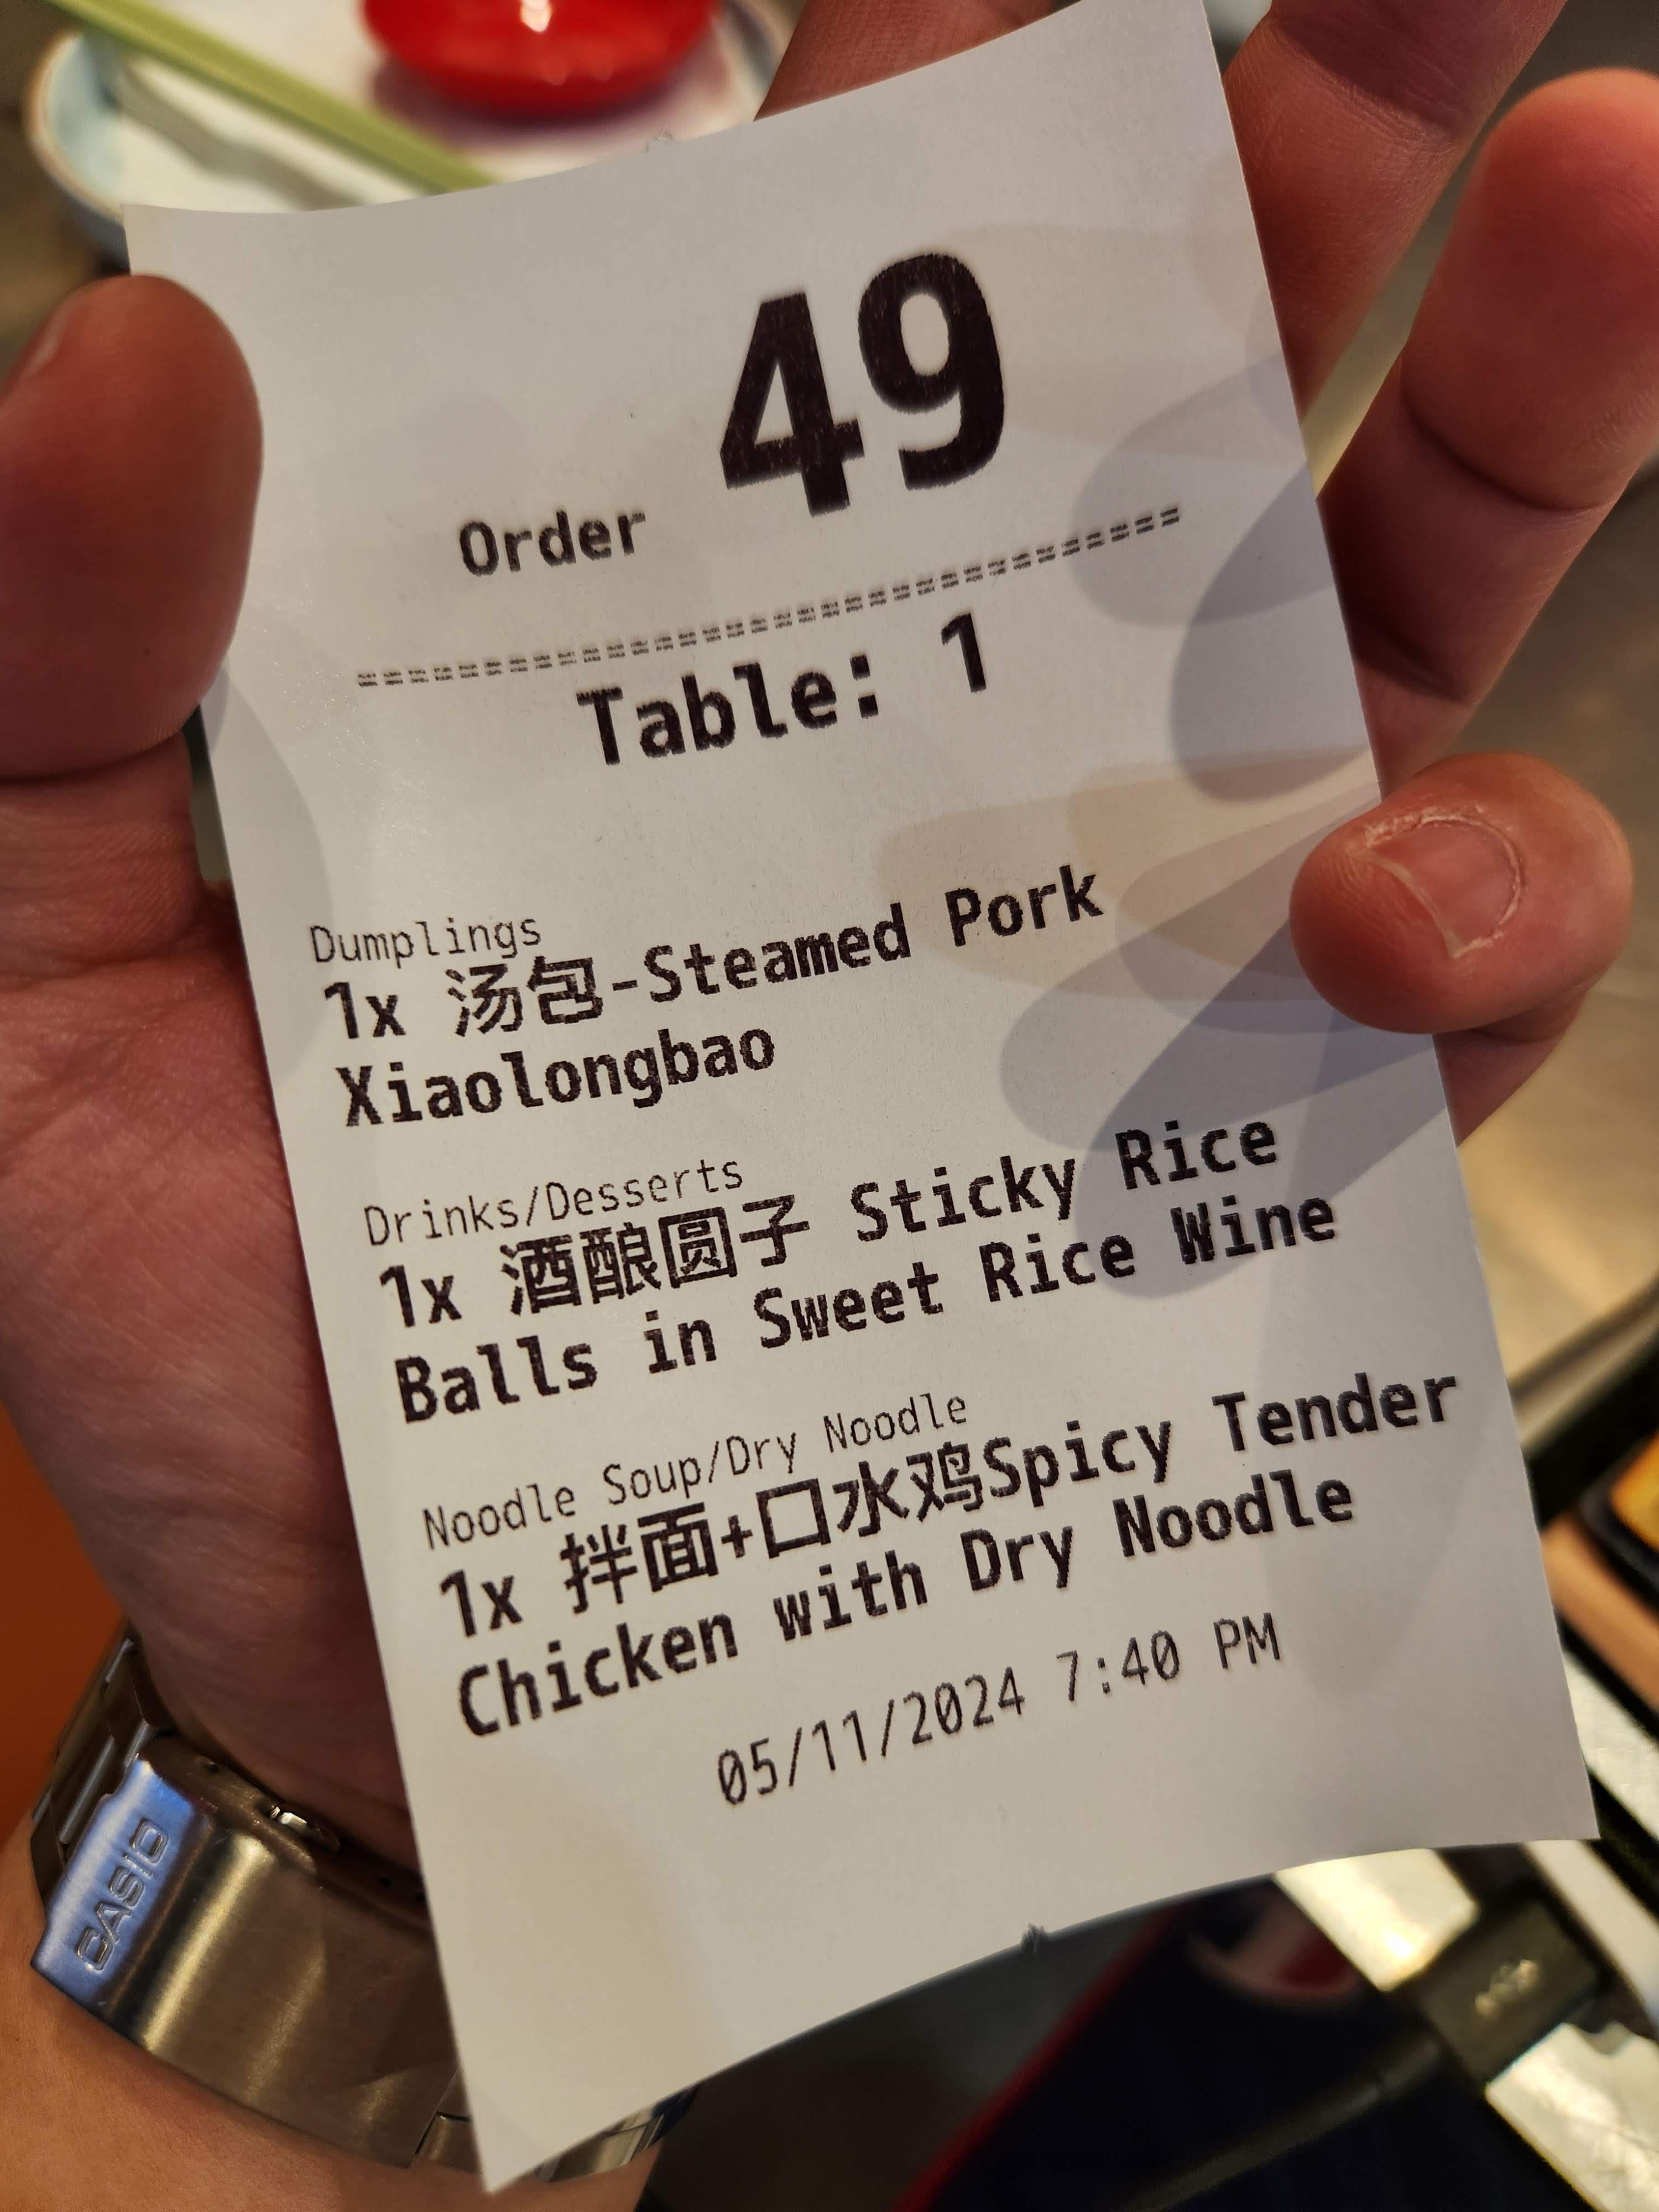 Order 49
==================================
Table: 1
Dumplings
1x 汤包-Steamed Pork
Xiaolongbao
Drinks/Desserts
1x 酒酿圆子 Sticky Rice
Balls in Sweet Rice Wine
Noodle Soup/Dry Noodle
1x 拌面+口水鸡Spicy Tender
Chicken with Dry Noodle
05/11/2024 7:40 PM
CASIO